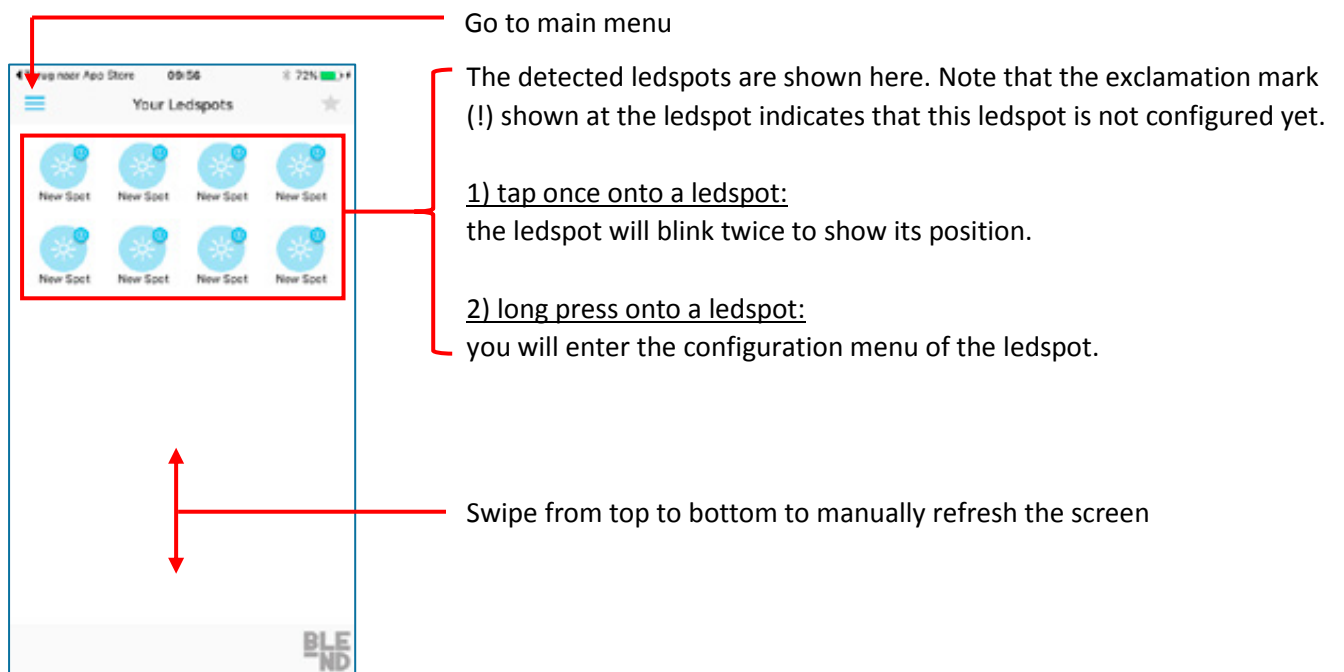 Go to main menu
Terug naar App Store 09:56 72%
Your Ledspots
New Spot New Spot New Spot New Spot
New Spot New Spot New Spot New Spot
The detected ledspots are shown here. Note that the exclamation mark
(!) shown at the ledspot indicates that this ledspot is not configured yet.
1) tap once onto a ledspot:
the ledspot will blink twice to show its position.
2) long press onto a ledspot:
you will enter the configuration menu of the ledspot.
Swipe from top to bottom to manually refresh the screen
BLE
ND